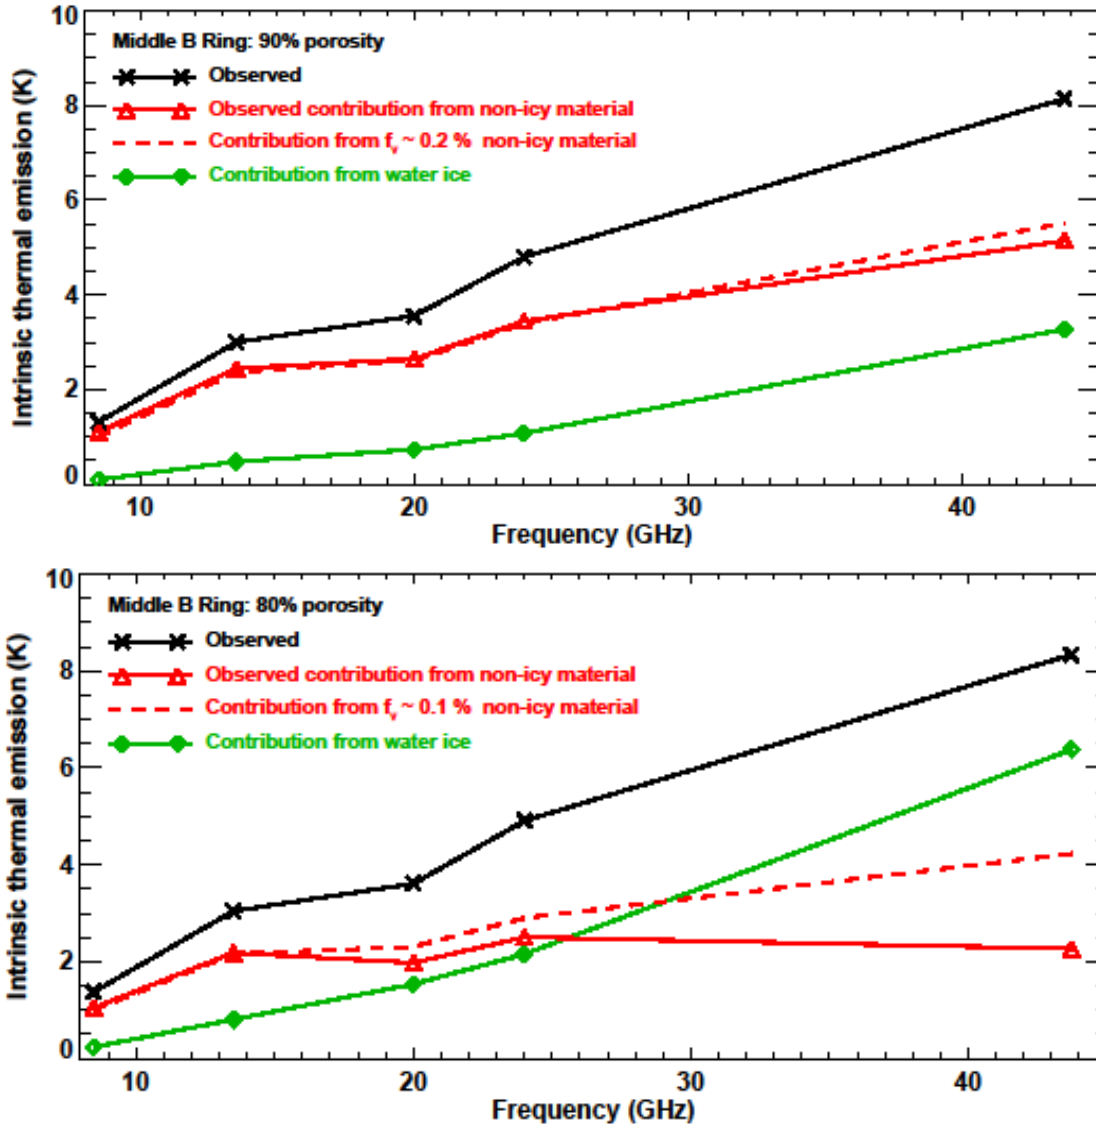 10
Middle B Ring: 90% porosity
Observed
Observed contribution from non-icy material
Contribution from fv ~ 0.2 % non-icy material
Contribution from water ice
8
6
4
2
0
Intrinsic thermal emission (K)
10 20 30 40
Frequency (GHz)
10
Middle B Ring: 80% porosity
Observed
Observed contribution from non-icy material
Contribution from fv ~ 0.1 % non-icy material
Contribution from water ice
8
6
4
2
0
Intrinsic thermal emission (K)
10 20 30 40
Frequency (GHz)